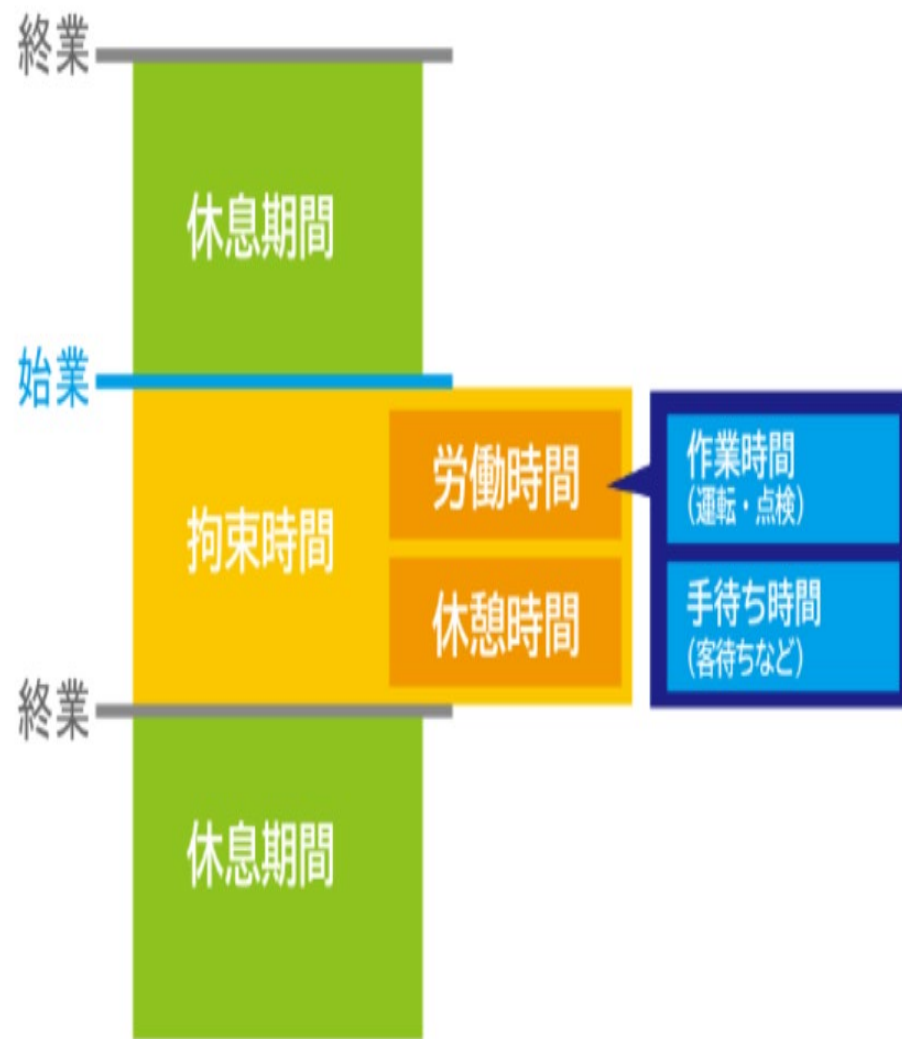 終業
休息期間
始業
拘束時間
労働時間
休憩時間
作業時間
(運転・点検)
手待ち時間
(客待ちなど)
終業
休息期間